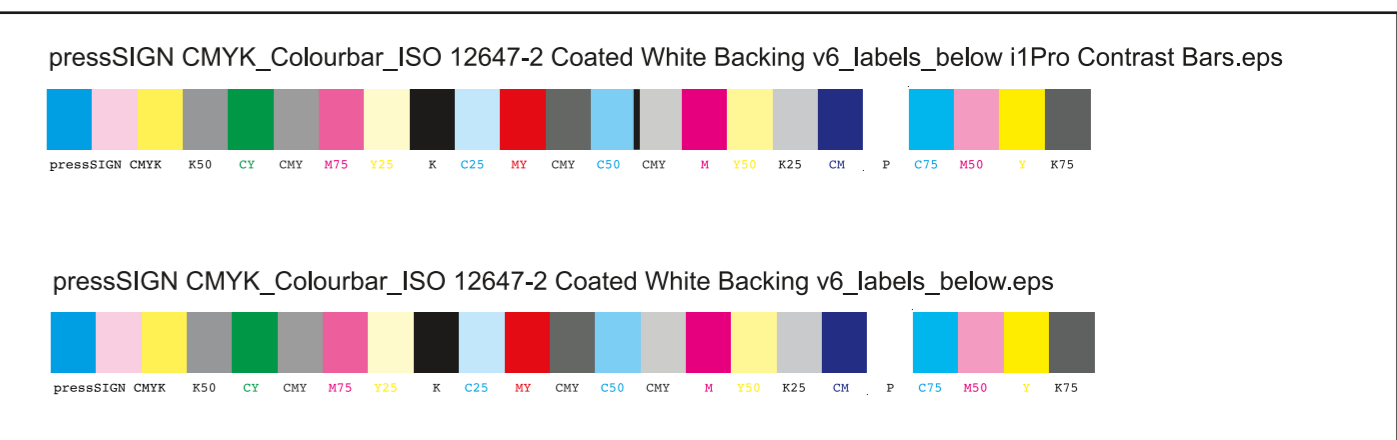 pressSIGN CMYK_Colourbar_ISO 12647-2 Coated White Backing v6_labels_below i1Pro Contrast Bars.eps
pressSIGN CMYK K50 CY CMY M75 Y25 K C25 MY CMY C50 CMY M Y50 K25 CM P C75 M50 Y K75
pressSIGN CMYK_Colourbar_ISO 12647-2 Coated White Backing v6_labels_below.eps
pressSIGN CMYK K50 CY CMY M75 Y25 K C25 MY CMY C50 CMY M Y50 K25 CM P C75 M50 Y K75